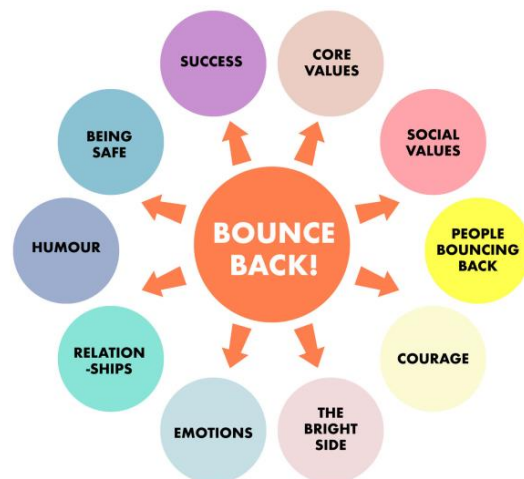 SUCCESS
CORE
VALUES
BEING
SAFE
SOCIAL
VALUES
HUMOUR
BOUNCE
BACK!
PEOPLE
BOUNCING
BACK
RELATION
-SHIPS
COURAGE
EMOTIONS
THE
BRIGHT
SIDE